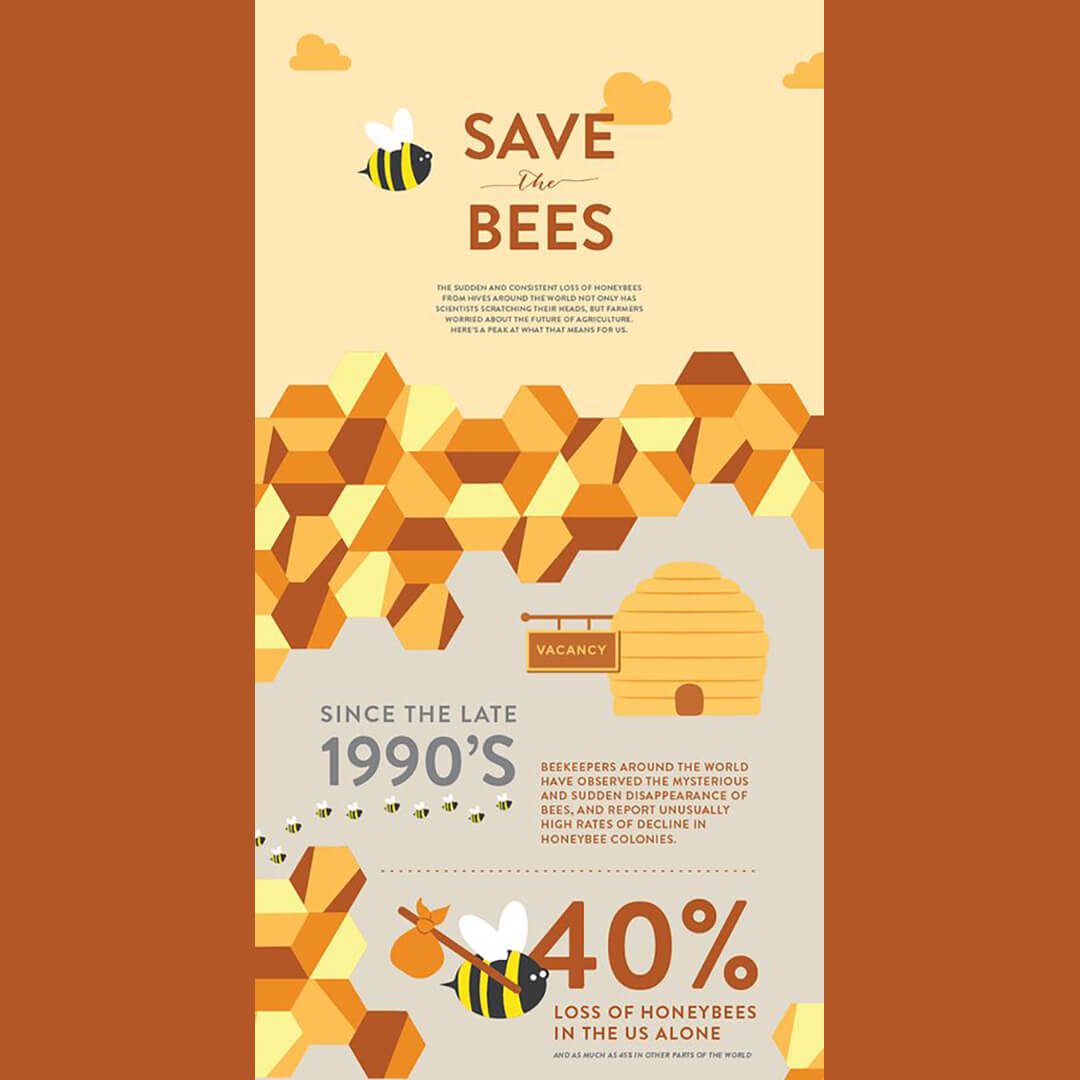 SAVE
the
BEES
THE SUDDEN AND CONSISTENT LOSS OF HONEYBEES
FROM HIVES AROUND THE WORLD NOT ONLY HAS
SCIENTISTS SCRATCHING THEIR HEADS, BUT FARMERS
WORRIED ABOUT THE FUTURE OF AGRICULTURE.
HERE'S A PEAK AT WHAT THAT MEANS FOR US.
VACANCY
SINCE THE LATE
1990'S
BEEKEEPERS AROUND THE WORLD
HAVE OBSERVED THE MYSTERIOUS
AND SUDDEN DISAPPEARANCE OF
BEES, AND REPORT UNUSUALLY
HIGH RATES OF DECLINE IN
HONEYBEE COLONIES.
40%
LOSS OF HONEYBEES
IN THE US ALONE
AND AS MUCH AS 45% IN OTHER PARTS OF THE WORLD